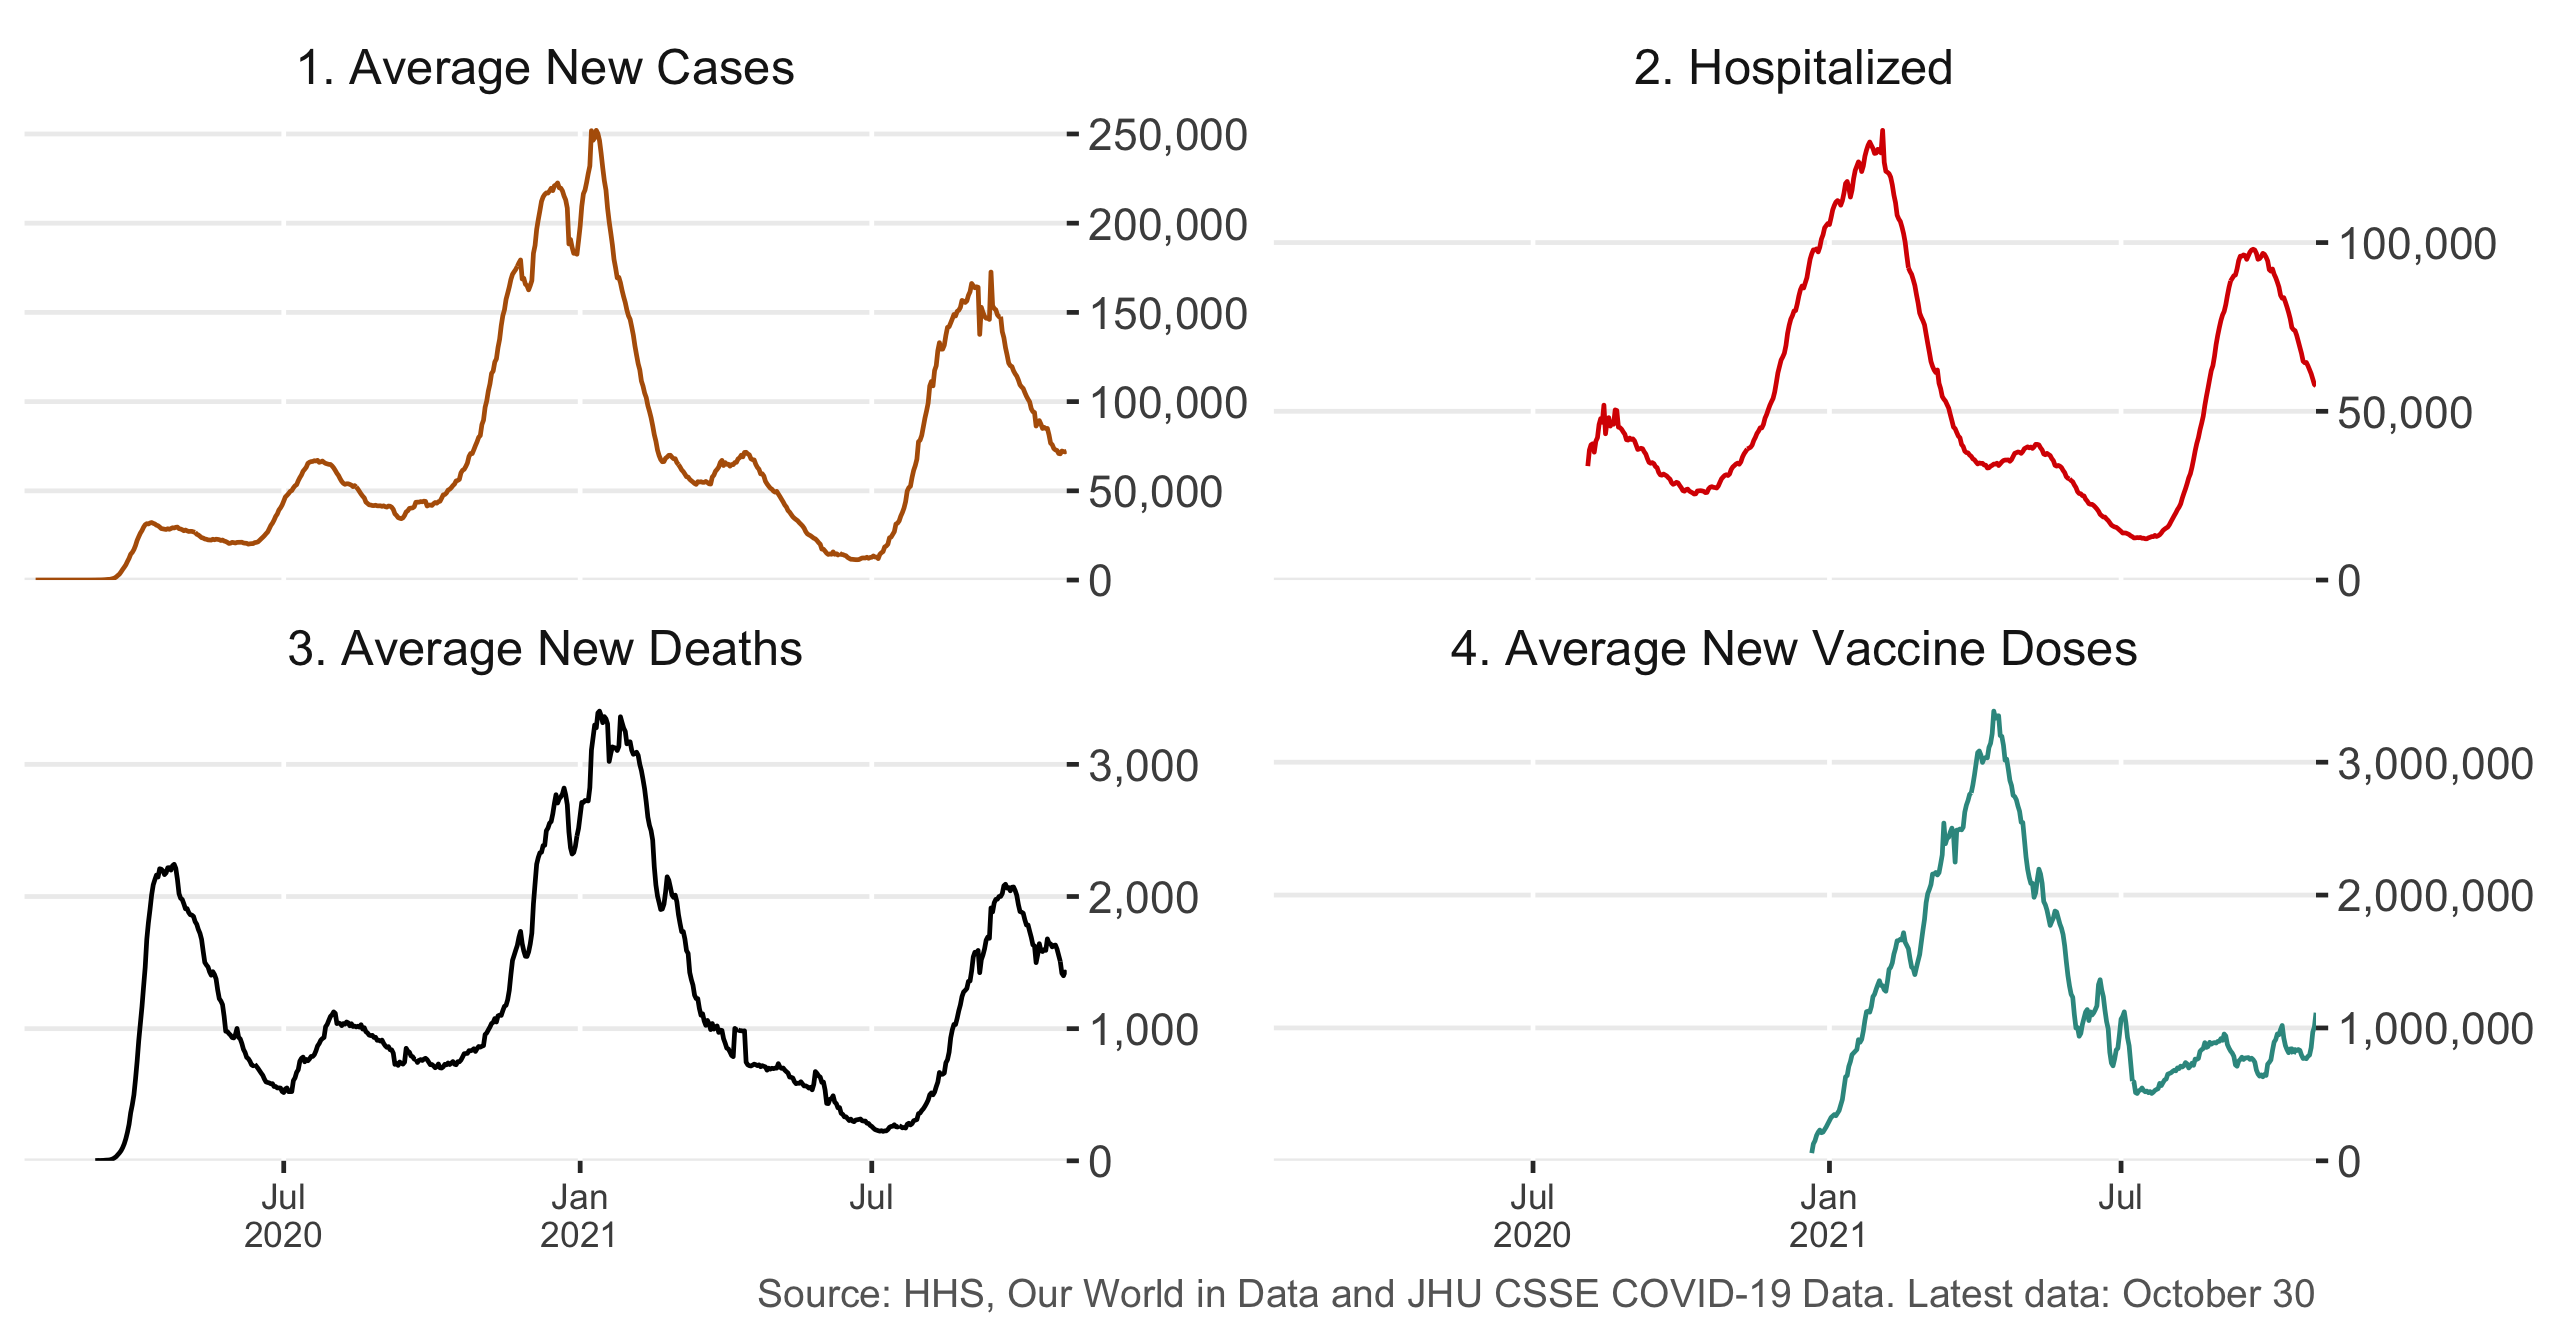 1. Average New Cases
250,000
200,000
150,000
100,000
50,000
0
2. Hospitalized
100,000
50,000
0
3. Average New Deaths
3,000
2,000
1,000
0
Jul
2020
Jan
2021
Jul
4. Average New Vaccine Doses
3,000,000
2,000,000
1,000,000
0
Jul
2020
Jan
2021
Jul
Source: HHS, Our World in Data and JHU CSSE COVID-19 Data. Latest data: October 30